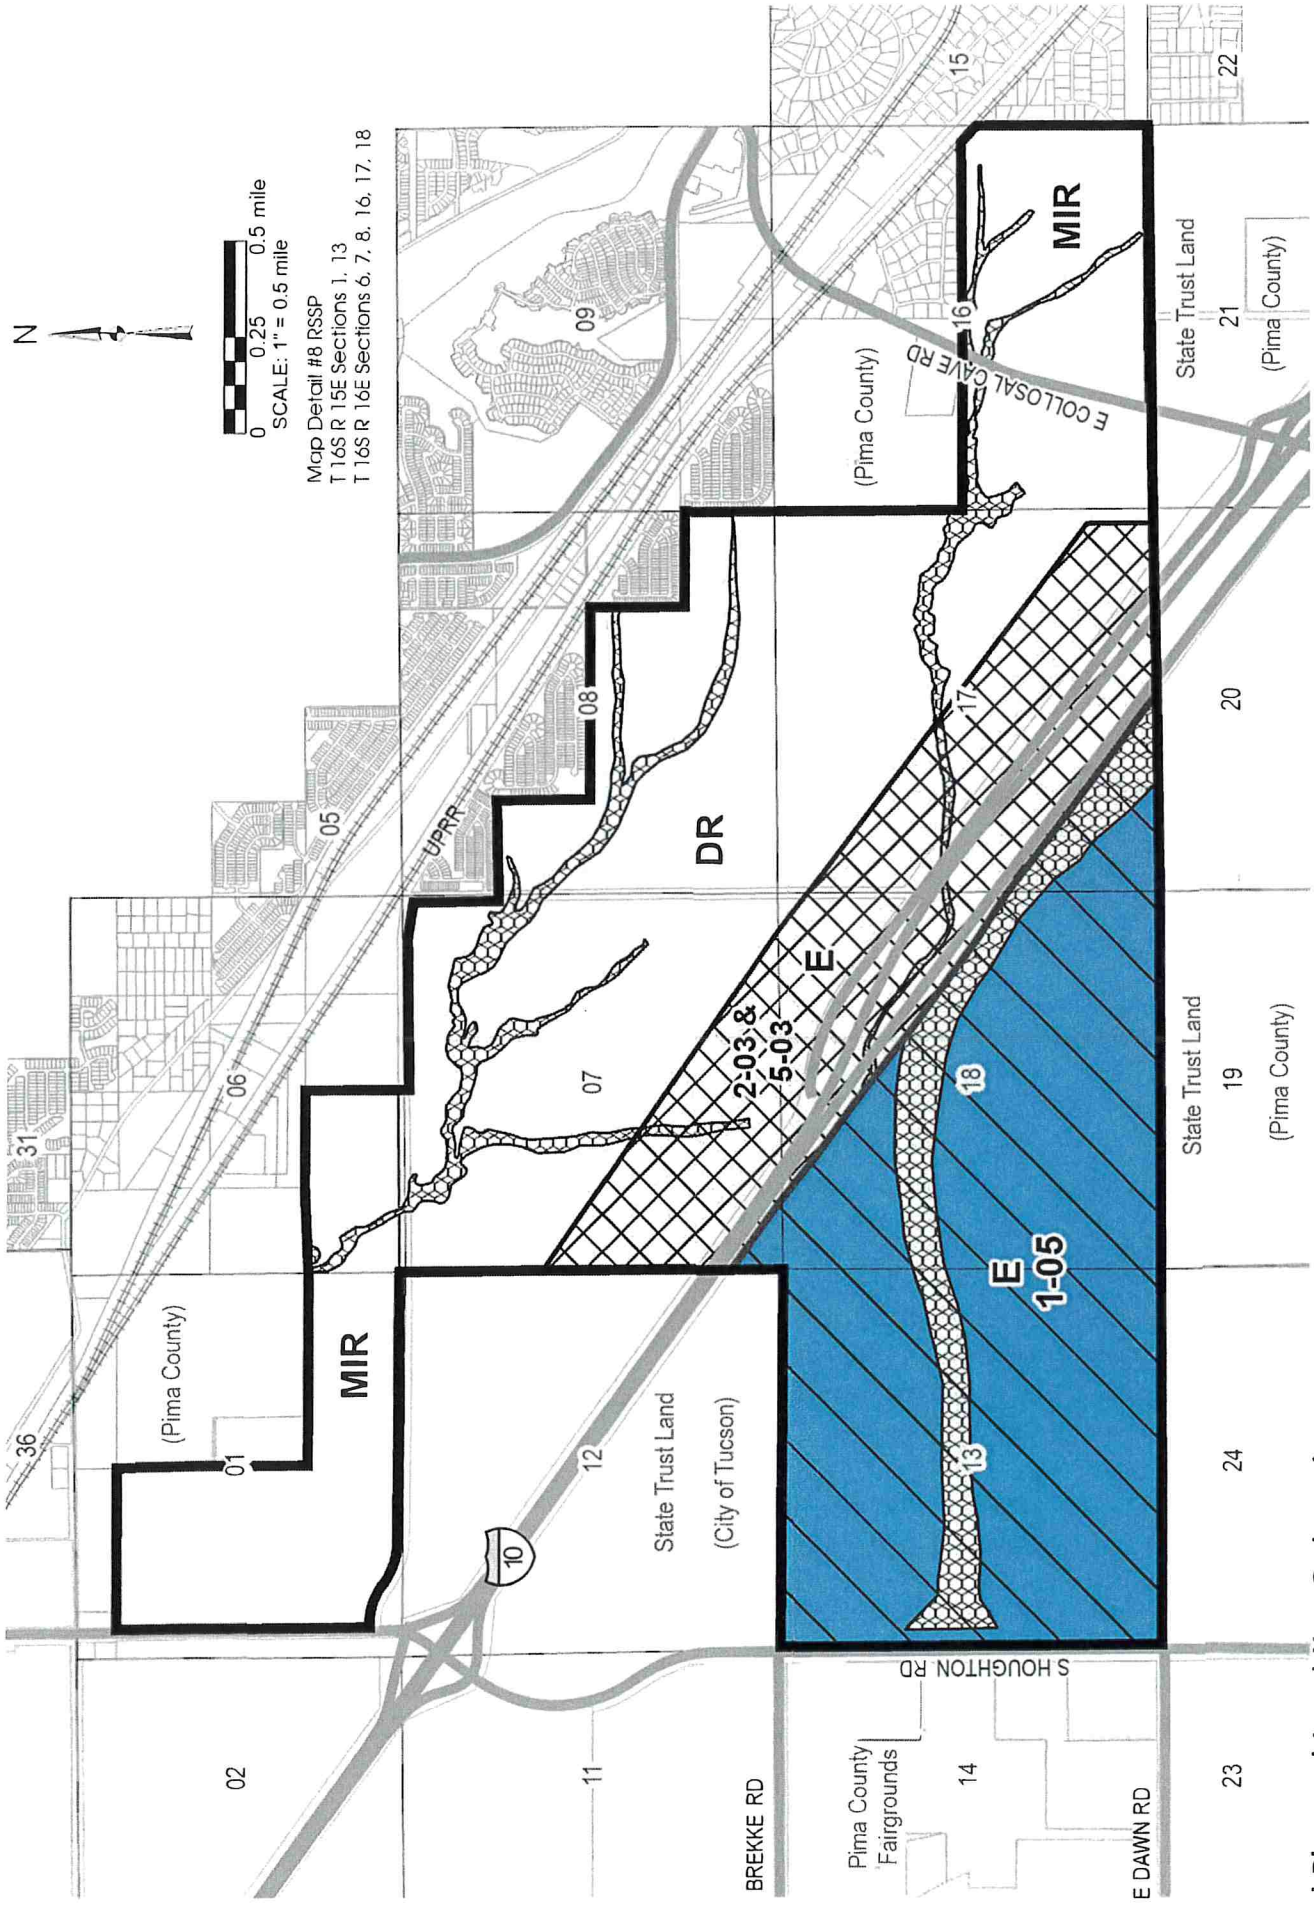 N
0 0.25 0.5 mile
SCALE: 1" = 0.5 mile
Map Detail #8 RSSP
T 16S R 15E Sections 1, 13
T 16S R 16E Sections 6, 7, 8, 16, 17, 18
36
31
(Pima County)
02
01
06
05
UPRR
MIR
10
11
12
07
08
09
State Trust Land
(City of Tucson)
DR
2-03 &
5-03
E
BREKKE RD
Pima County
Fairgrounds
14
S HOUGHTON RD
13
18
17
16
15
(Pima County)
E COLLOSAL CAVE RD
MIR
E
1-05
E DAWN RD
State Trust Land
State Trust Land
23
24
19
20
21
22
(Pima County)
(Pima County)